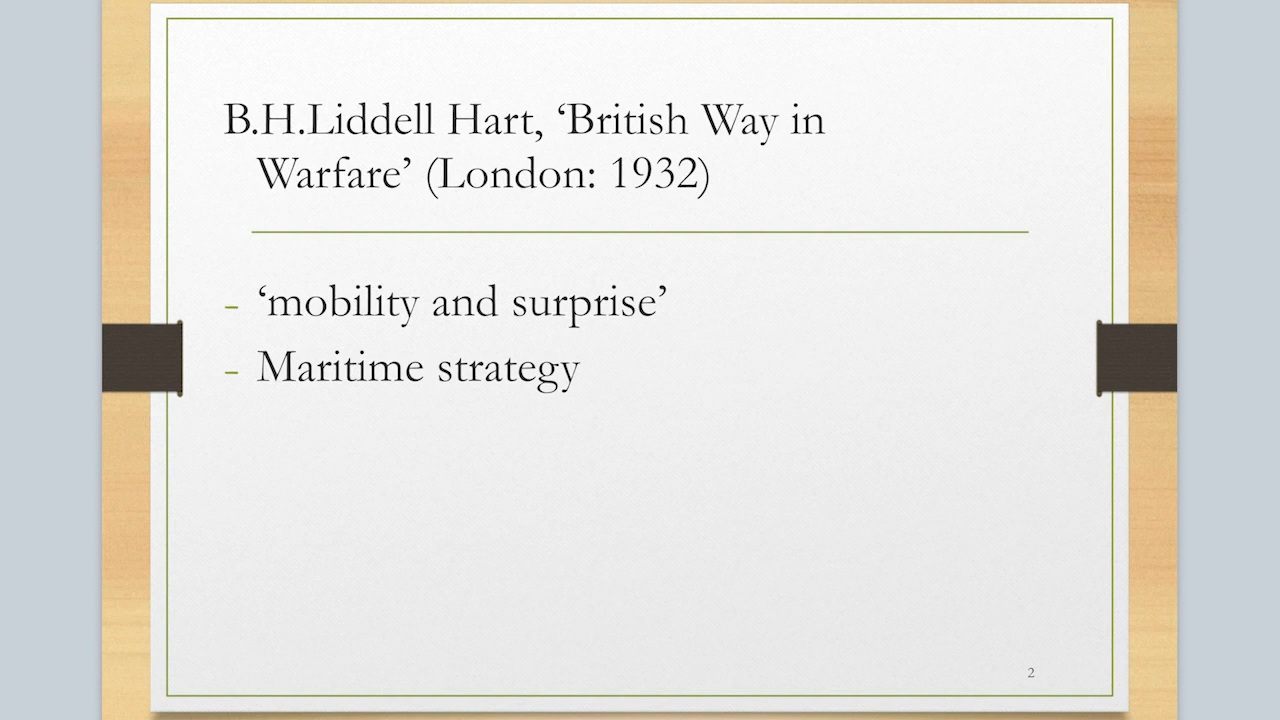 B.H.Liddell Hart, ‘British Way in
Warfare’ (London: 1932)
- ‘mobility and surprise’
- Maritime strategy
2